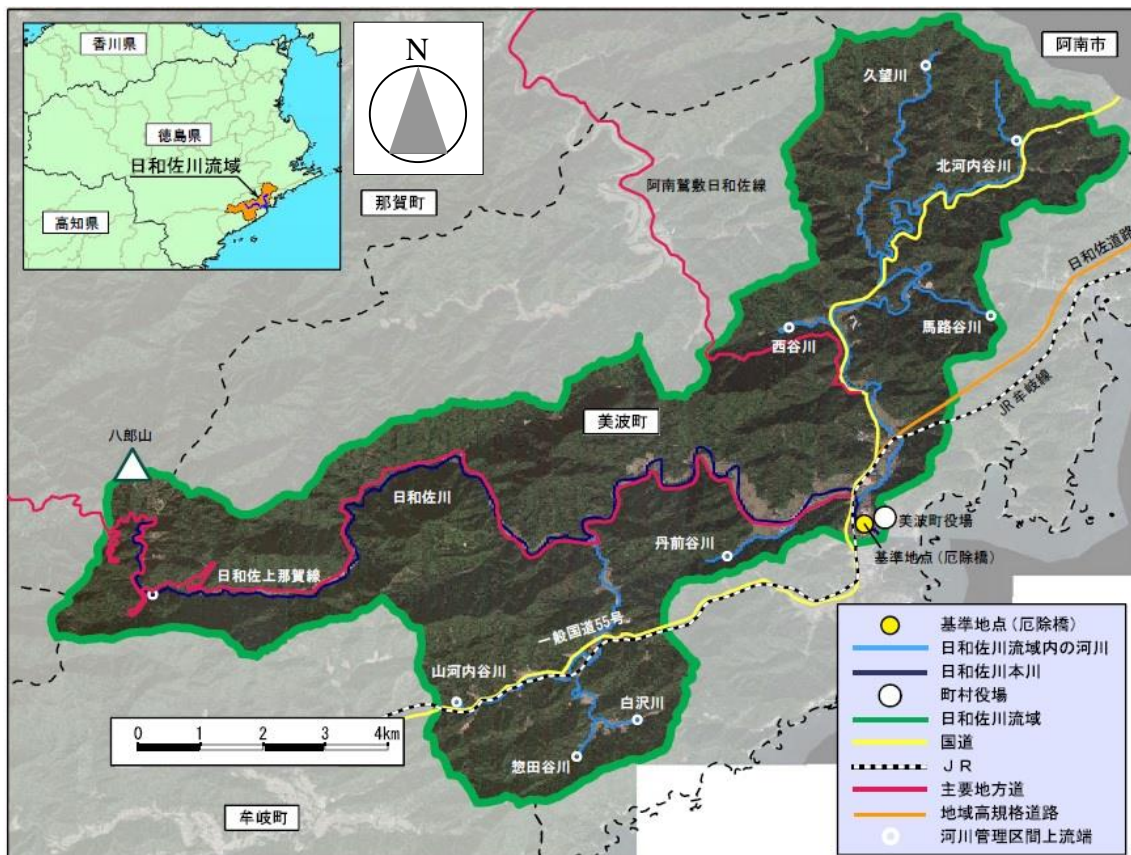 香川県
徳島県
日和佐川流域
高知県
N
阿南市
久望川
北河内谷川
阿南鷲敷日和佐線
那賀町
日和佐道路
馬路谷川
西谷川
JR牟岐線
美波町
八郎山
日和佐川
美波町役場
丹前谷川
基準地点(厄除橋)
日和佐上那賀線
一般国道55号
山河内谷川
白沢川
惣田谷川
牟岐町
0 1 2 3 4km
基準地点(厄除橋)
日和佐川流域内の河川
日和佐川本川
町村役場
日和佐川流域
国道
JR
主要地方道
地域高規格道路
河川管理区間上流端